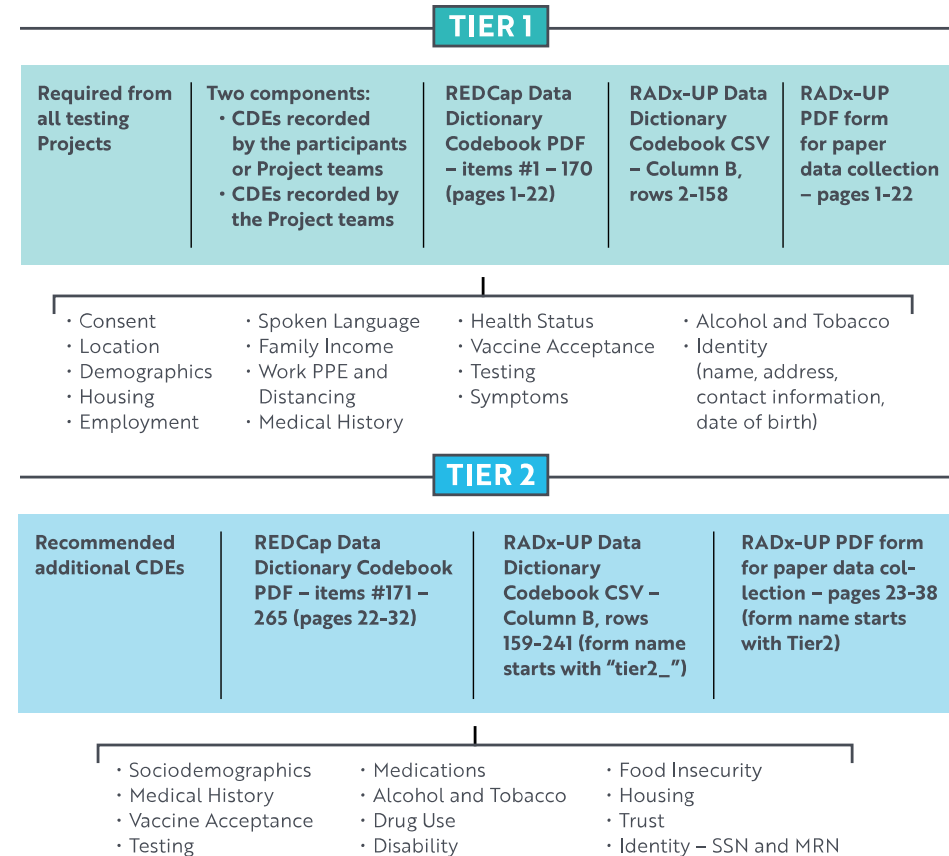 TIER 1
Required from
all testing
Projects
Two components:
• CDEs recorded
by the participants
or Project teams
• CDEs recorded by
the Project teams
REDCap Data
Dictionary
Codebook PDF
– items #1 – 170
(pages 1-22)
RADx-UP Data
Dictionary
Codebook CSV
– Column B,
rows 2-158
RADx-UP
PDF form
for paper
data collection
– pages 1-22
• Consent
• Location
• Demographics
• Housing
• Employment
• Spoken Language
• Family Income
• Work PPE and
Distancing
• Medical History
• Health Status
• Vaccine Acceptance
• Testing
• Symptoms
• Alcohol and Tobacco
• Identity
(name, address,
contact information,
date of birth)
TIER 2
Recommended
additional CDEs
REDCap Data
Dictionary Codebook
PDF – items #171 –
265 (pages 22-32)
RADx-UP Data
Dictionary
Codebook CSV –
Column B, rows
159-241 (form name
starts with “tier2_”)
RADx-UP PDF form
for paper data col-
lection – pages 23-38
(form name starts
with Tier2)
• Sociodemographics
• Medical History
• Vaccine Acceptance
• Testing
• Medications
• Alcohol and Tobacco
• Drug Use
• Disability
• Food Insecurity
• Housing
• Trust
• Identity – SSN and MRN